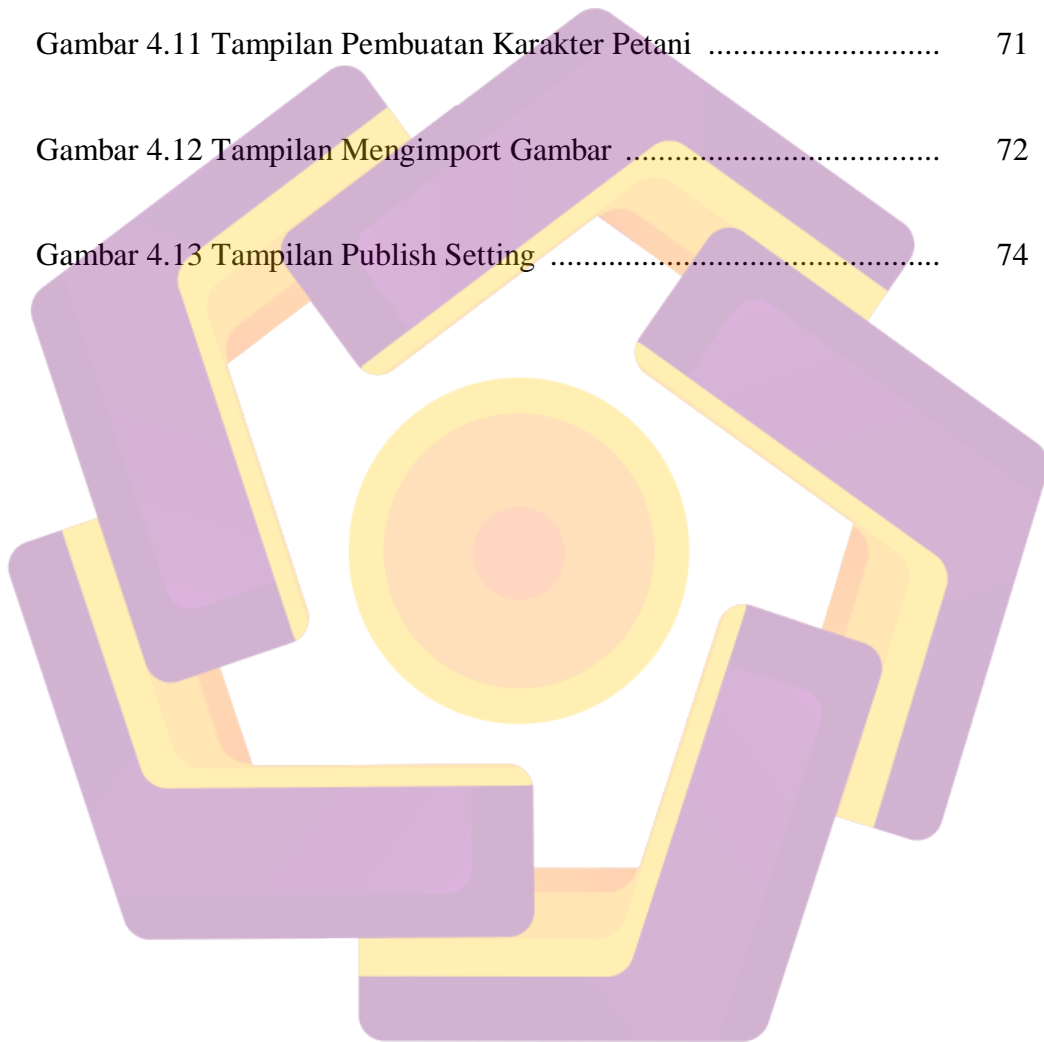 Gambar 4.11 Tampilan Pembuatan Karakter Petani ........................... 71
Gambar 4.12 Tampilan Mengimport Gambar .................................... 72
Gambar 4.13 Tampilan Publish Setting ............................................ 74